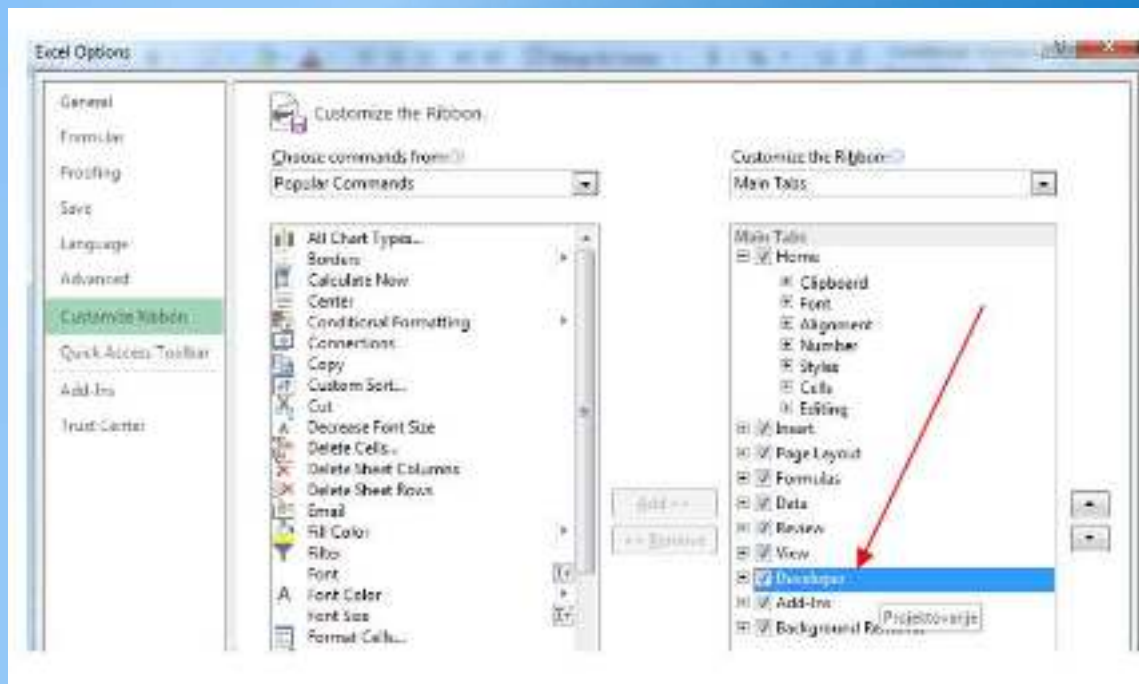 Excel Options
General
Formulas
Proofing
Save
Language
Advanced
Customize Ribbon
Quick Access Toolbar
Add-Ins
Trust Center
Customize the Ribbon.
Choose commands from:
Popular Commands
All Chart Types...
Borders
Calculate Now
Center
Conditional Formatting
Connections
Copy
Custom Sort...
Cut
Decrease Font Size
Delete Cells...
Delete Sheet Columns
Delete Sheet Rows
Email
Fill Color
Filter
Font
Font Color
Font Size
Format Cells...
Add >>
<< Remove
Customize the Ribbon:
Main Tabs
Main Tabs
Home
Clipboard
Font
Alignment
Number
Styles
Cells
Editing
Insert
Page Layout
Formulas
Data
Review
View
Developer
Add-Ins
Background
Projektovanje